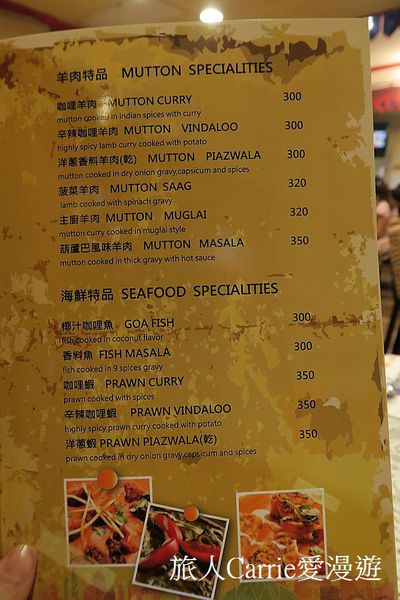 羊肉特品 MUTTON SPECIALITIES
咖哩羊肉 MUTTON CURRY 300
mutton cooked in indian spices with curry
辛辣咖哩羊肉 MUTTON VINDALOO 300
highly spicy lamb curry cooked with potato
洋蔥香料羊肉(乾) MUTTON PIAZWALA 300
mutton cooked in dry onion gravy,capsicum and spices
菠菜羊肉 MUTTON SAAG 320
lamb cooked with spinach gravy
主廚羊肉 MUTTON MUGLAI 320
mutton curry cooked in muglai style
葫蘆巴風味羊肉 MUTTON MASALA 350
mutton cooked in thick gravy with hot sauce
海鮮特品 SEAFOOD SPECIALITIES
椰汁咖哩魚 GOA FISH 300
fish cooked in coconut flavor
香料魚 FISH MASALA 300
fish cooked in 9 spices gravy
咖哩蝦 PRAWN CURRY 350
prawn cooked with spices
辛辣咖哩蝦 PRAWN VINDALOO 350
highly spicy prawn curry cooked with potato
洋蔥蝦 PRAWN PIAZWALA(乾) 350
prawn cooked in dry onion gravy,capsicum and spices
旅人Carrie愛漫遊